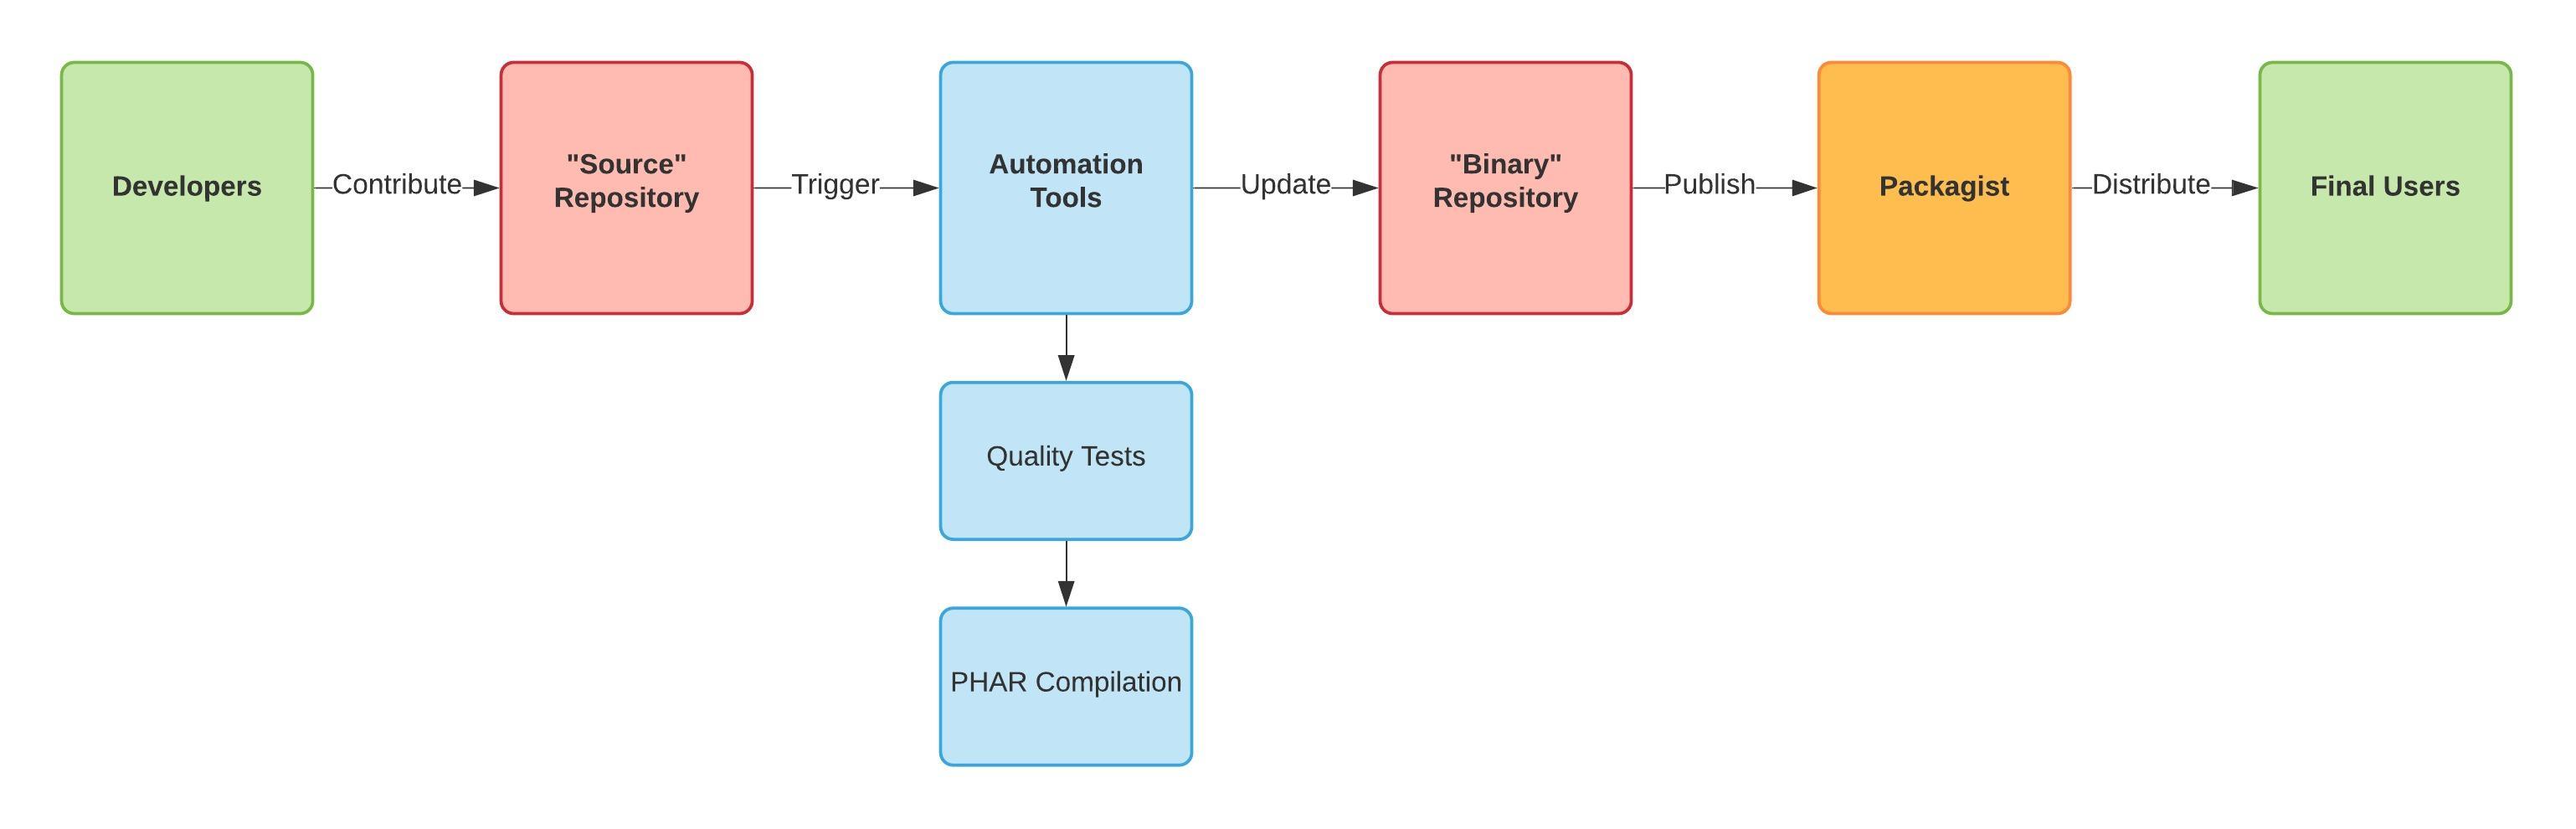 Developers
Contribute
"Source"
Repository
Trigger
Automation
Tools
Update
"Binary"
Repository
Publish
Packagist
Distribute
Final Users
Quality Tests
PHAR Compilation